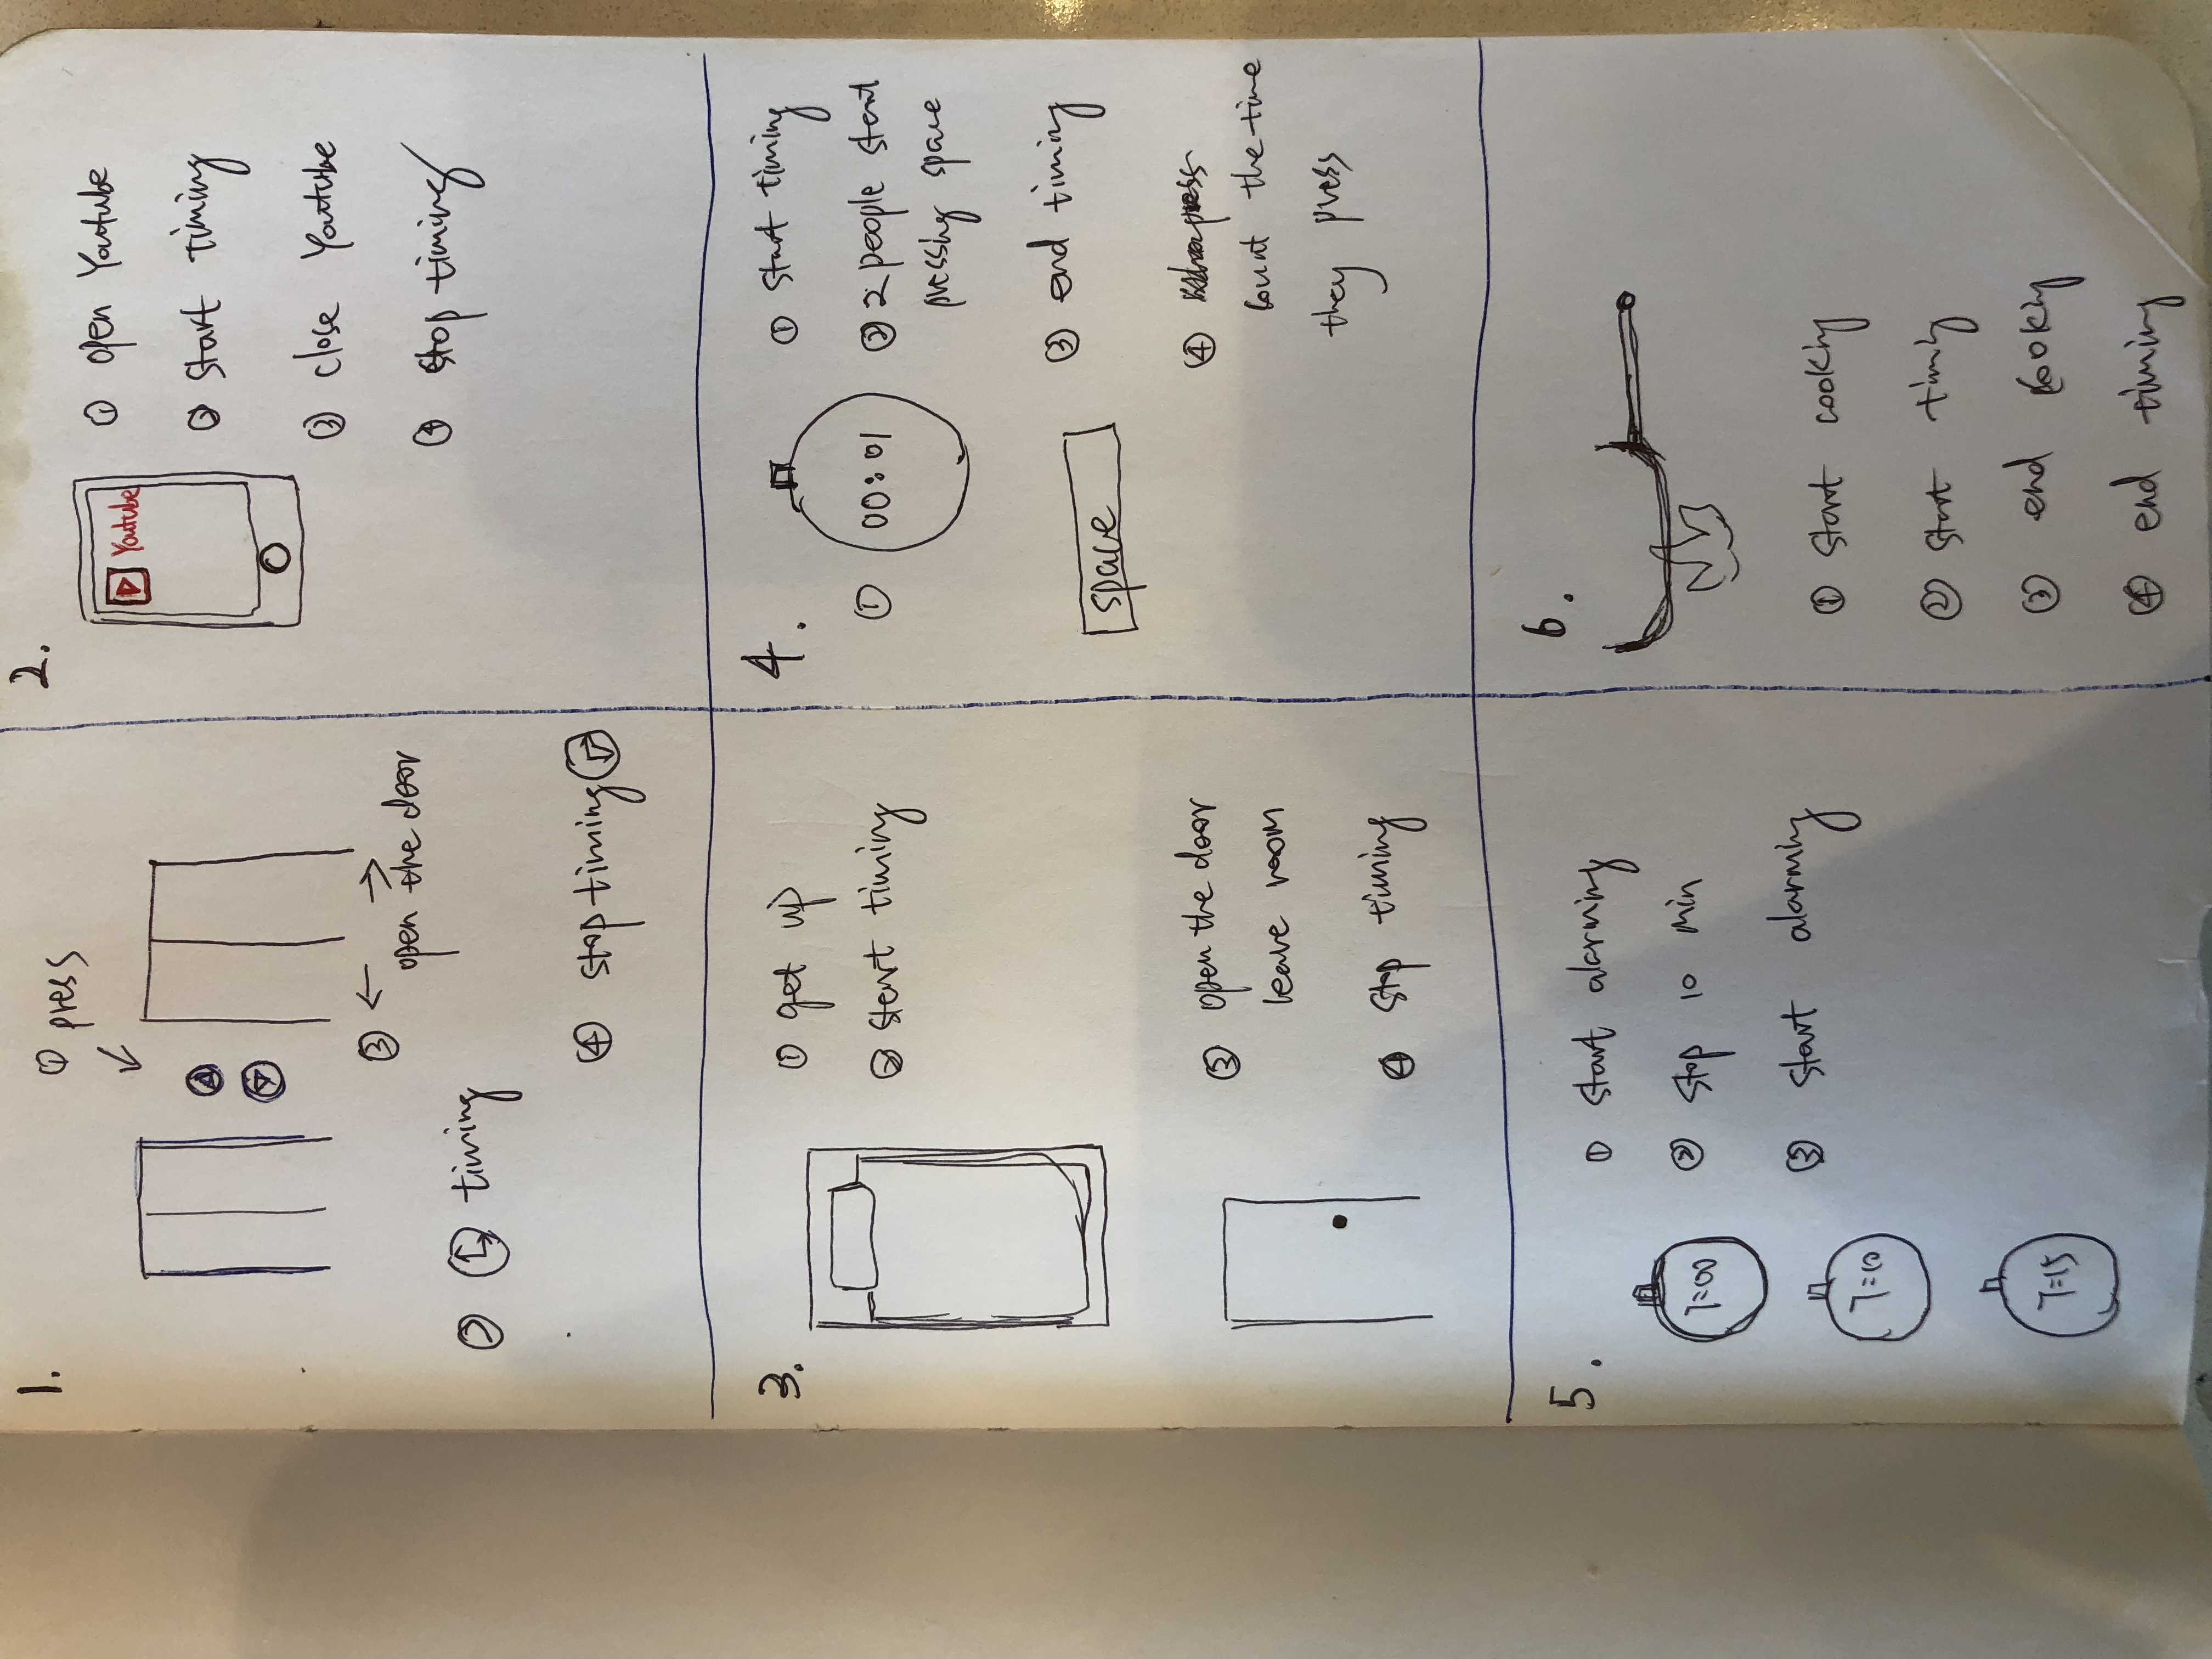 1.
① press
③ ← →
open the door
② timing
④ stop timing
2.
Youtube
① open Youtube
② start timing
③ close Youtube
④ stop timing
3.
① get up
② start timing
③ open the door
leave room
④ stop timing
4.
①
00:01
space
① start timing
② 2 people start
pressing space
③ end timing
④
count the time
they press
5.
7:00
7:10
7:15
① start alarming
② stop 10 min
③ start alarming
6.
① start cooking
② start timing
③ end cooking
④ end timing